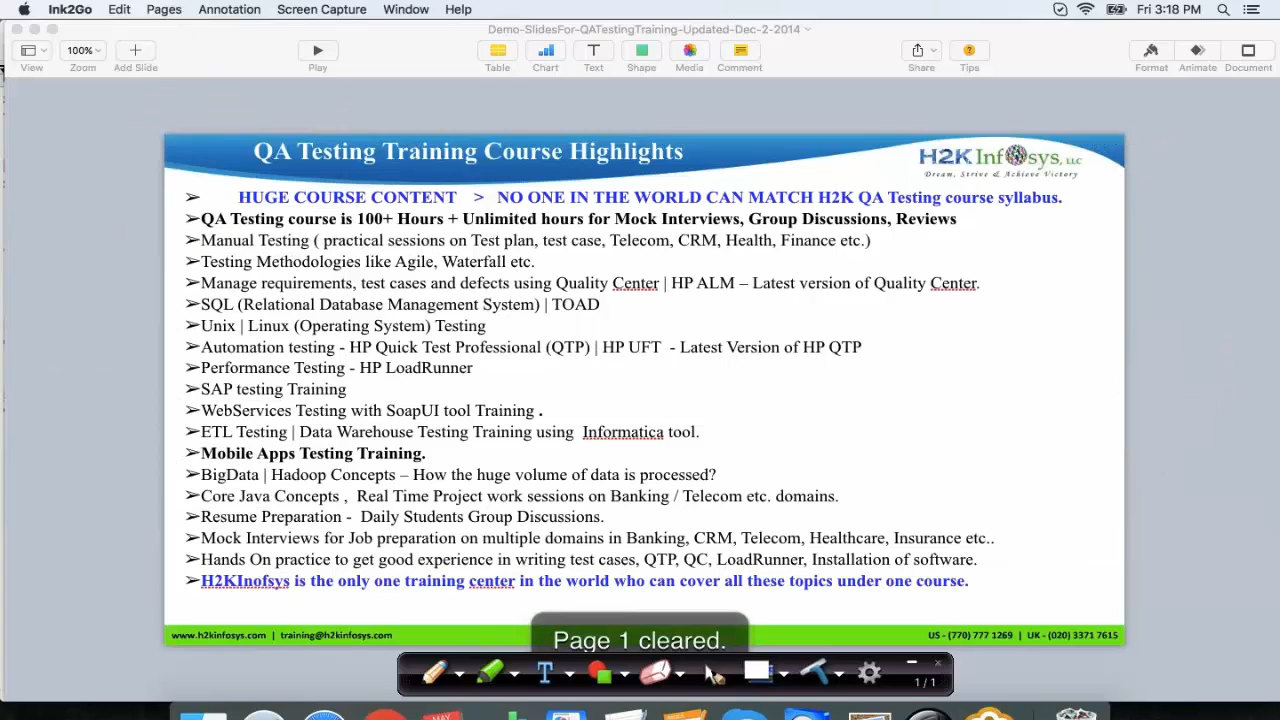 Ink2Go Edit Pages Annotation Screen Capture Window Help Fri 3:18 PM
Demo-SlidesFor-QATestingTraining-Updated-Dec-2-2014
100%
View Zoom Add Slide Play Table Chart Text Shape Media Comment Share Tips Format Animate Document
QA Testing Training Course Highlights
H2K Infosys, LLC
Dream, Strive & Achieve Victory
➢ HUGE COURSE CONTENT > NO ONE IN THE WORLD CAN MATCH H2K QA Testing course syllabus.
➢QA Testing course is 100+ Hours + Unlimited hours for Mock Interviews, Group Discussions, Reviews
➢Manual Testing ( practical sessions on Test plan, test case, Telecom, CRM, Health, Finance etc.)
➢Testing Methodologies like Agile, Waterfall etc.
➢Manage requirements, test cases and defects using Quality Center | HP ALM – Latest version of Quality Center.
➢SQL (Relational Database Management System) | TOAD
➢Unix | Linux (Operating System) Testing
➢Automation testing - HP Quick Test Professional (QTP) | HP UFT - Latest Version of HP QTP
➢Performance Testing - HP LoadRunner
➢SAP testing Training
➢WebServices Testing with SoapUI tool Training .
➢ETL Testing | Data Warehouse Testing Training using Informatica tool.
➢Mobile Apps Testing Training.
➢BigData | Hadoop Concepts – How the huge volume of data is processed?
➢Core Java Concepts , Real Time Project work sessions on Banking / Telecom etc. domains.
➢Resume Preparation - Daily Students Group Discussions.
➢Mock Interviews for Job preparation on multiple domains in Banking, CRM, Telecom, Healthcare, Insurance etc..
➢Hands On practice to get good experience in writing test cases, QTP, QC, LoadRunner, Installation of software.
➢H2KInofsys is the only one training center in the world who can cover all these topics under one course.
www.h2kinfosys.com | training@h2kinfosys.com
US - (770) 777 1269 | UK - (020) 3371 7615
Page 1 cleared.
T
1 / 1
MAY